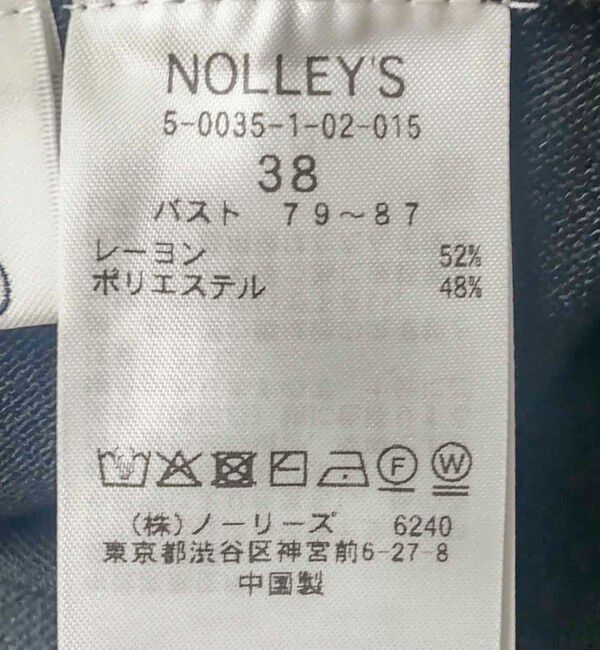 NOLLEY'S
5-0035-1-02-015
38
バスト 79～87
レーヨン 52%
ポリエステル 48%
F W
(株)ノーリーズ 6240
東京都渋谷区神宮前6-27-8
中国製